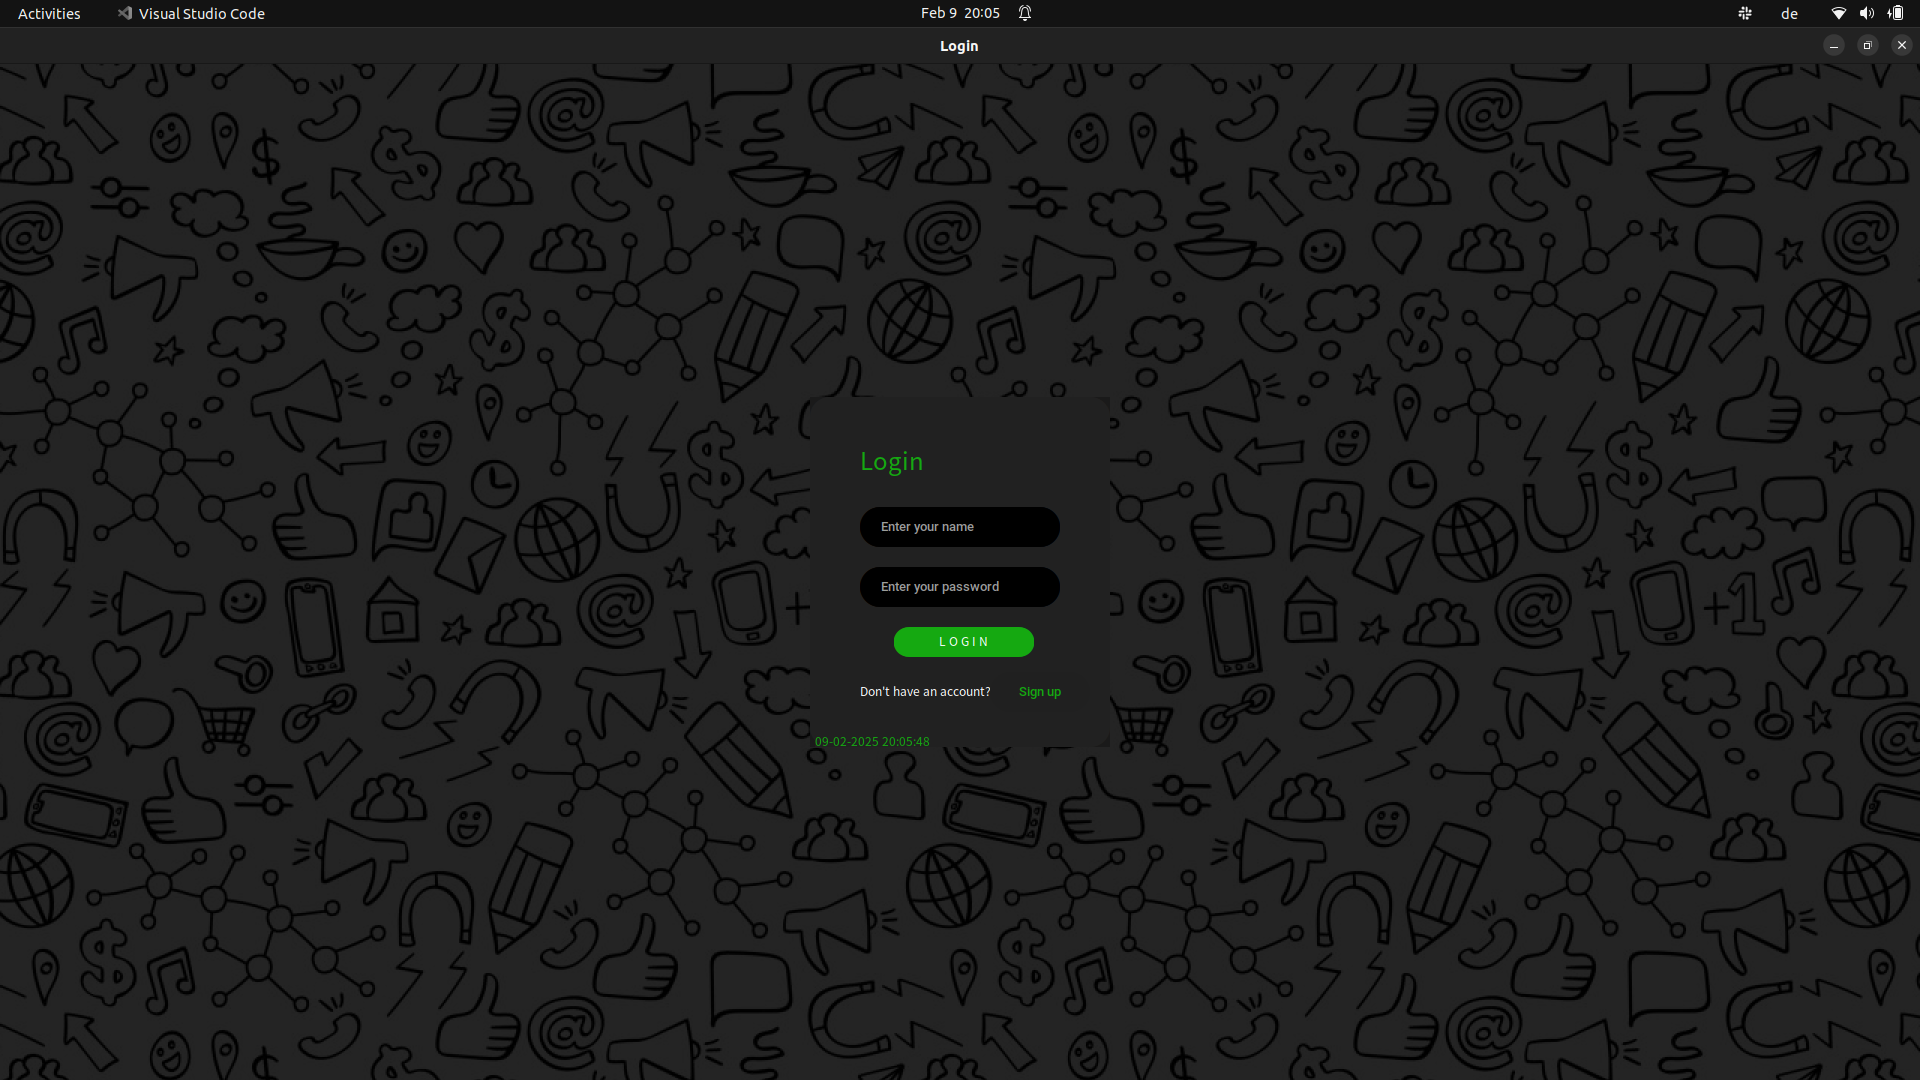 Activities Visual Studio Code Feb 9 20:05 de
Login
Login
Enter your name
Enter your password
LOGIN
Don't have an account? Sign up
09-02-2025 20:05:48
+1